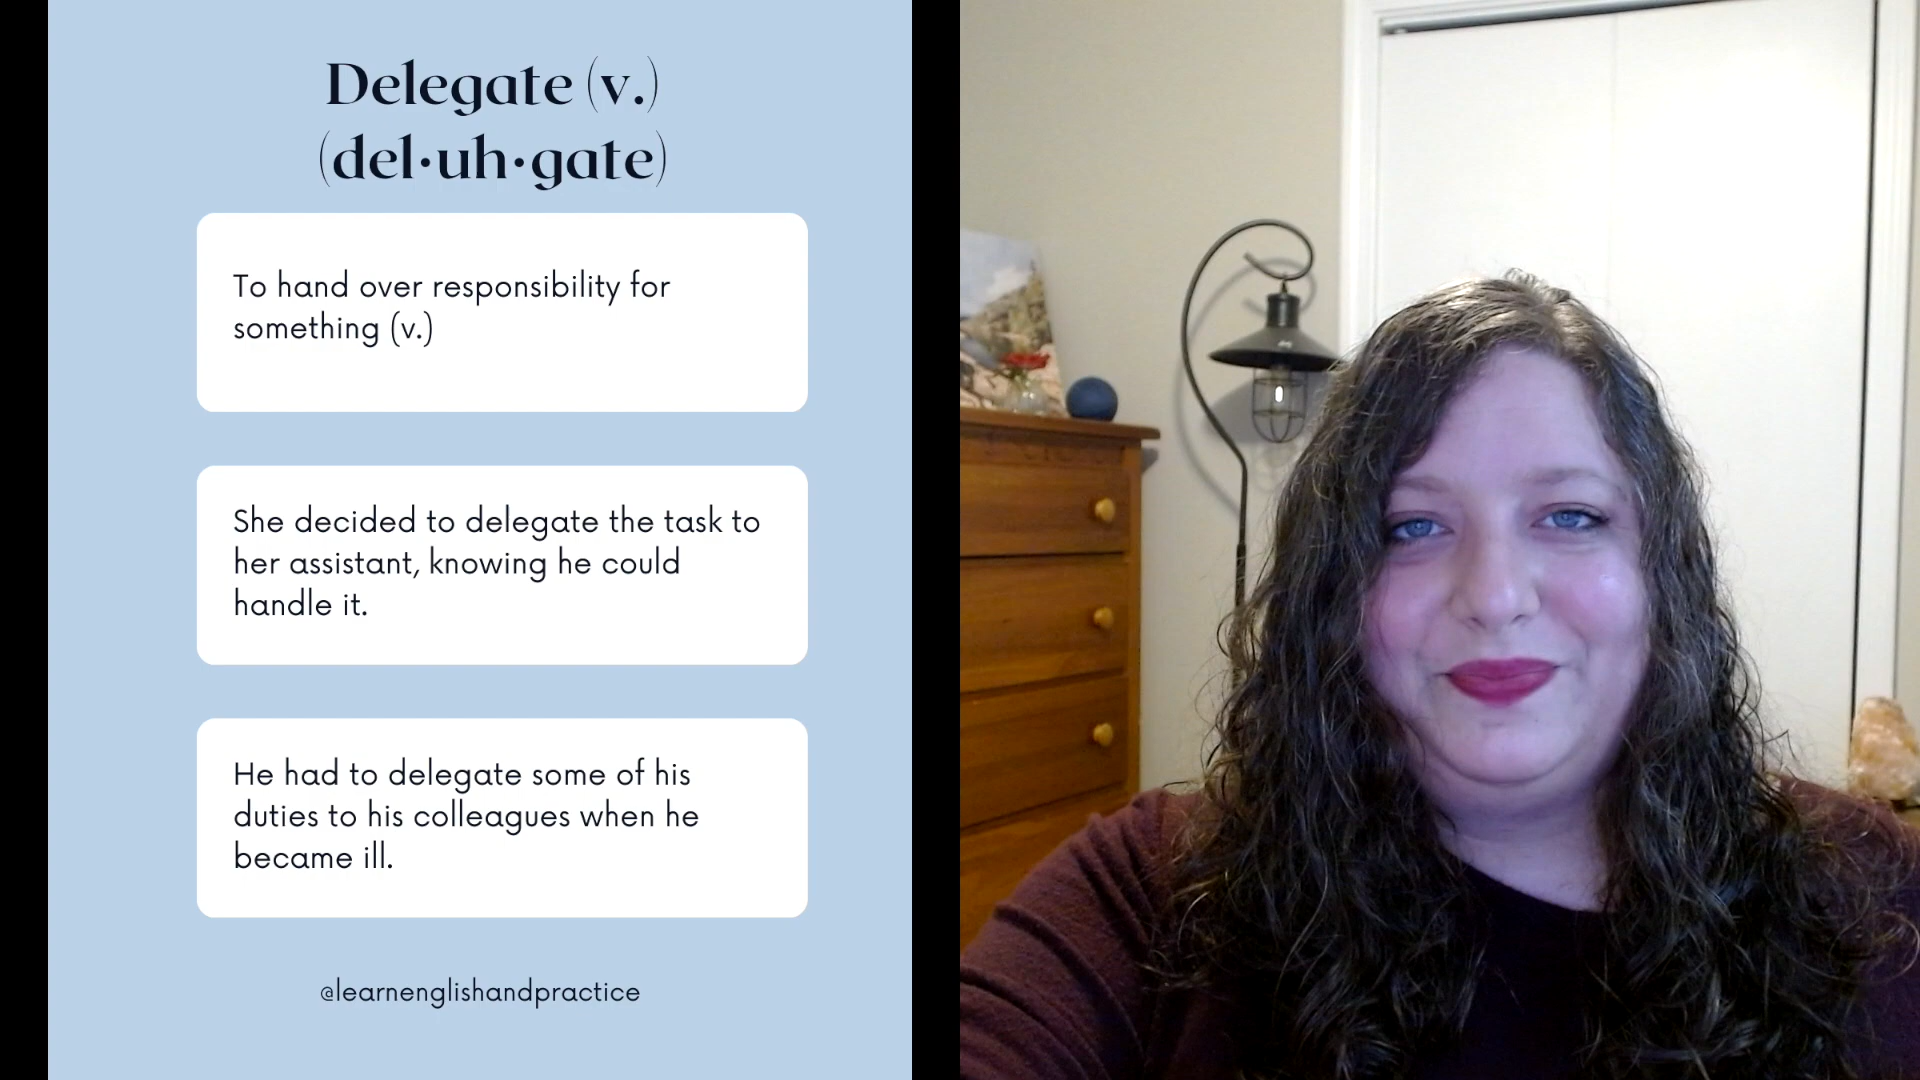 Delegate (v.)
(del•uh•gate)
To hand over responsibility for
something (v.)
She decided to delegate the task to
her assistant, knowing he could
handle it.
He had to delegate some of his
duties to his colleagues when he
became ill.
@learnenglishandpractice